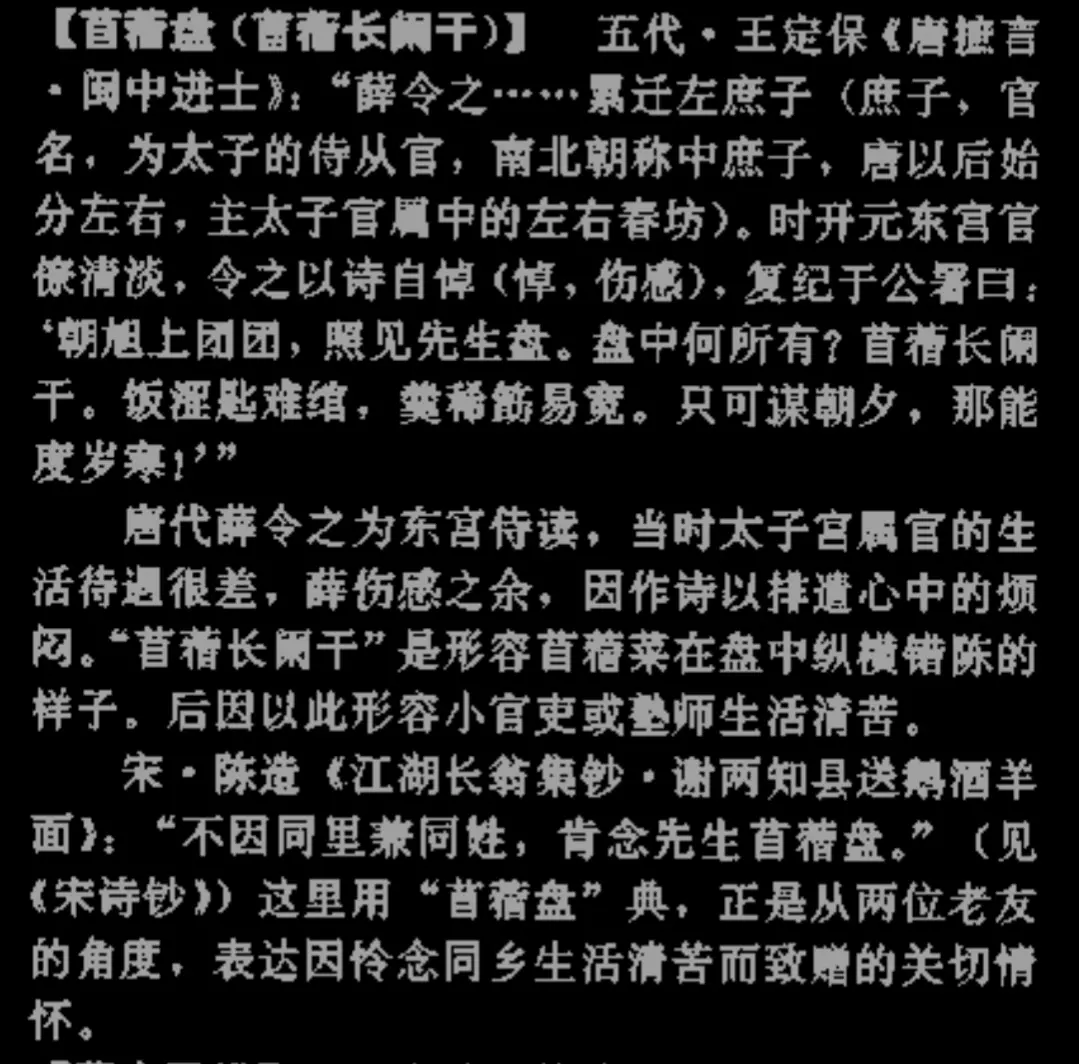 【苜蓿盘（苜蓿长阑干）】 五代·王定保《唐摭言
·闽中进士》：“薛令之……累迁左庶子（庶子，官
名，为太子的侍从官，南北朝称中庶子，唐以后始
分左右，主太子官属中的左右春坊）。时开元东宫官
僚清淡，令之以诗自悼（悼，伤感），复纪于公署曰：
‘朝旭上团团，照见先生盘。盘中何所有？苜蓿长阑
干。饭涩匙难绾，羹稀筯易宽。只可谋朝夕，那能
度岁寒！’”
唐代薛令之为东宫侍读，当时太子宫属官的生
活待遇很差，薛伤感之余，因作诗以排遣心中的烦
闷。“苜蓿长阑干”是形容苜蓿菜在盘中纵横错陈的
样子。后因以此形容小官吏或塾师生活清苦。
宋·陈造《江湖长翁集钞·谢两知县送鹅酒羊
面》：“不因同里兼同姓，肯念先生苜蓿盘。”（见
《宋诗钞》）这里用“苜蓿盘”典，正是从两位老友
的角度，表达因怜念同乡生活清苦而致赠的关切情
怀。